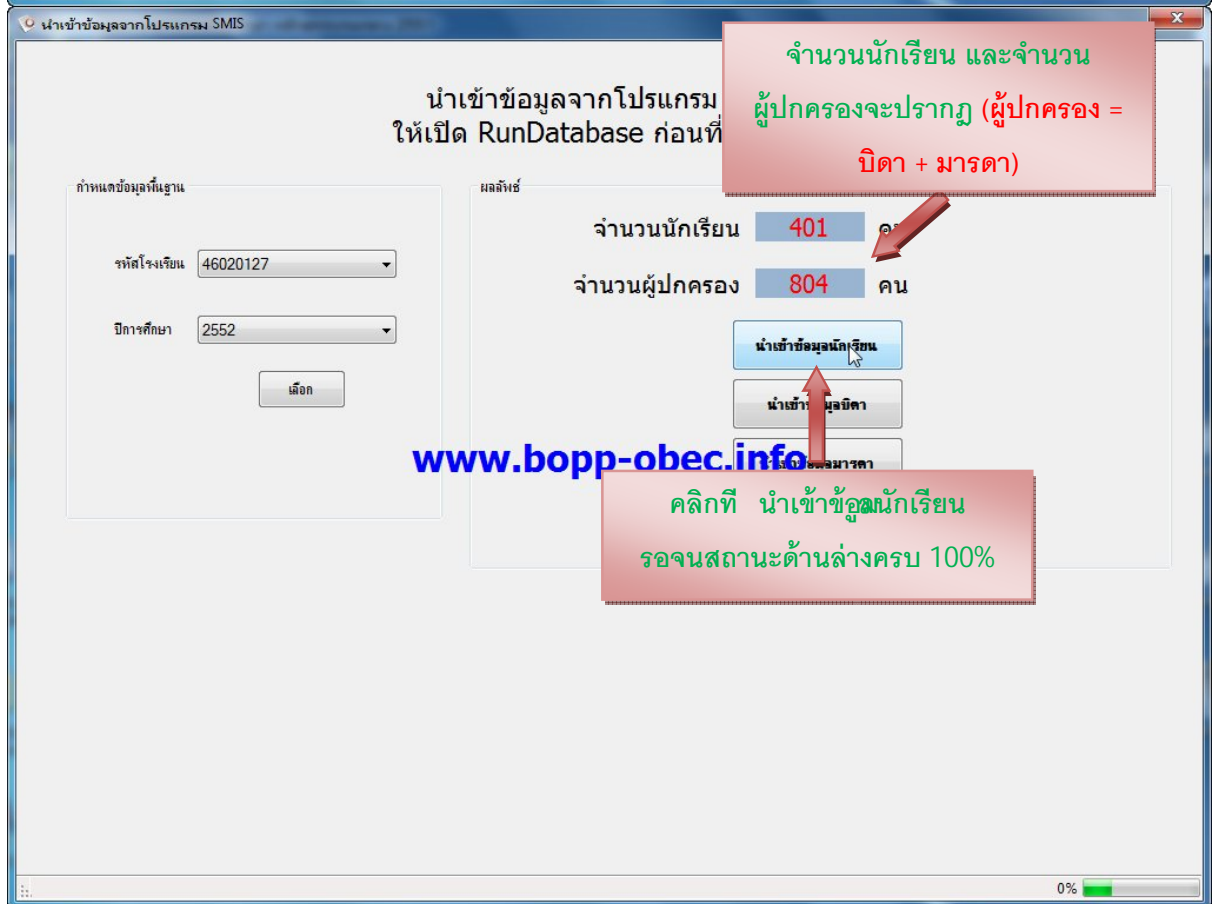 นำเข้าข้อมูลจากโปรแกรม SMIS
X
จำนวนนักเรียน และจำนวน
ผู้ปกครองจะปรากฎ (ผู้ปกครอง =
บิดา + มารดา)
นำเข้าข้อมูลจากโปรแกรม
ให้เปิด RunDatabase ก่อนที่
กำหนดข้อมูลพื้นฐาน
รหัสโรงเรียน 46020127
ปีการศึกษา 2552
เลือก
ผลลัพธ์
จำนวนนักเรียน 401
จำนวนผู้ปกครอง 804 คน
นำเข้าข้อมูลนักเรียน
www.bopp-obec.info
คลิกที นำเข้าข้อมูลนักเรียน
รอจนสถานะด้านล่างครบ 100%
0%